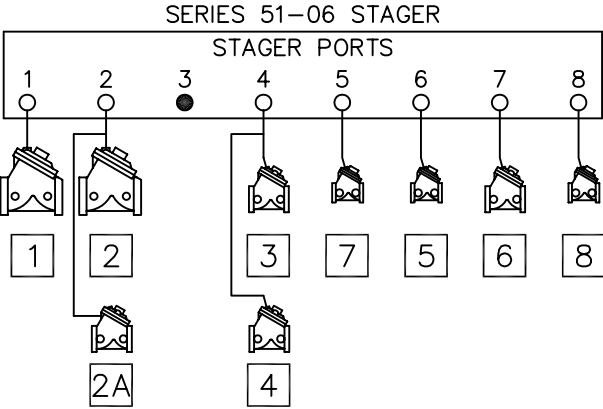 SERIES 51-06 STAGER
STAGER PORTS
1 2 3 4 5 6 7 8
1 2 3 7 5 6 8
2A 4